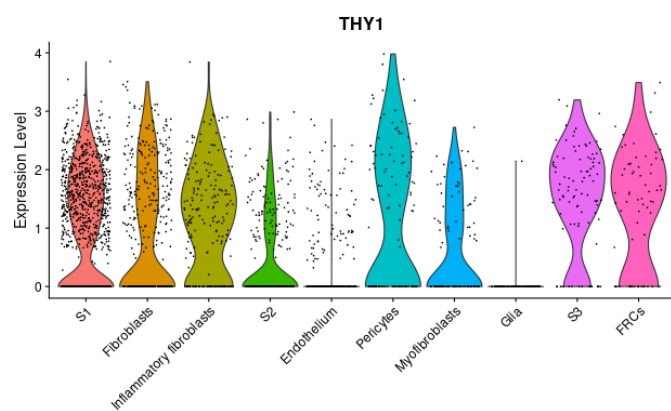 THY1
Expression Level
4
3
2
1
0
S1
Fibroblasts
Inflammatory fibroblasts
S2
Endothelium
Pericytes
Myofibroblasts
Glia
S3
FRCs